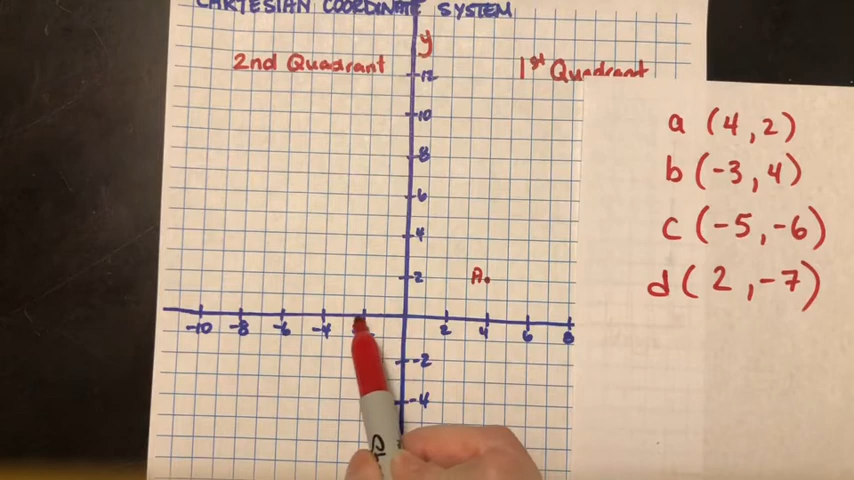 CARTESIAN COORDINATE SYSTEM
y
2nd Quadrant
1st Quadrant
12
10
8
6
4
2
A
-10 -8 -6 -4 2 4 6 8
-2
-4
a (4,2)
b (-3,4)
c (-5,-6)
d (2,-7)